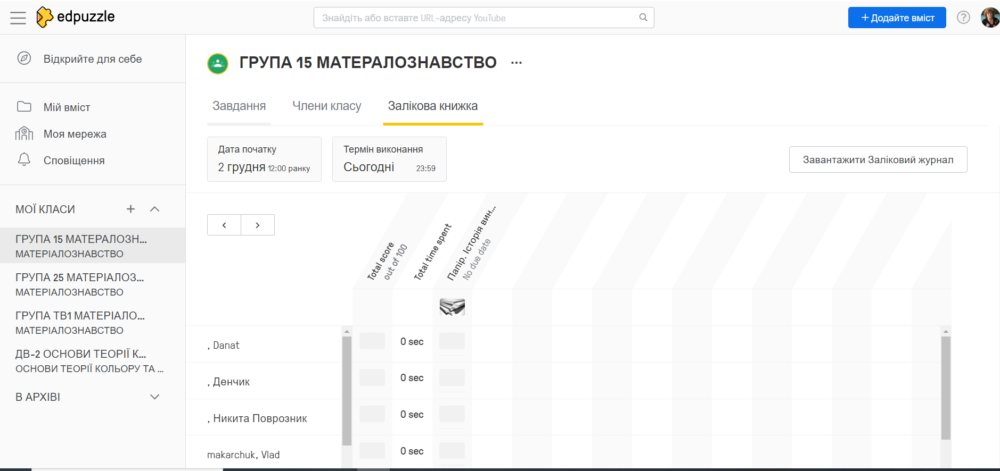 edpuzzle
Знайдіть або вставте URL-адресу YouTube
+ Додайте вміст
?
Відкрийте для себе
Мій вміст
Моя мережа
Сповіщення
МОЇ КЛАСИ
ГРУПА 15 МАТЕРАЛОЗН...
МАТЕРІАЛОЗНАВСТВО
ГРУПА 25 МАТЕРІАЛОЗ...
МАТЕРІАЛОЗНАВСТВО
ГРУПА ТВ1 МАТЕРІАЛО...
МАТЕРІАЛОЗНАВСТВО
ДВ-2 ОСНОВИ ТЕОРІЇ К...
ОСНОВИ ТЕОРІЇ КОЛЬОРУ ТА ...
В АРХІВІ
ГРУПА 15 МАТЕРАЛОЗНАВСТВО ...
Завдання Члени класу Залікова книжка
Дата початку
2 грудня 12:00 ранку
Термін виконання
Сьогодні 23:59
Завантажити Заліковий журнал
Total score
out of 100
Total time spent
Папір. Історія вин...
No due date
, Danat 0 sec
, Денчик 0 sec
, Никита Поврозник 0 sec
makarchuk, Vlad 0 sec